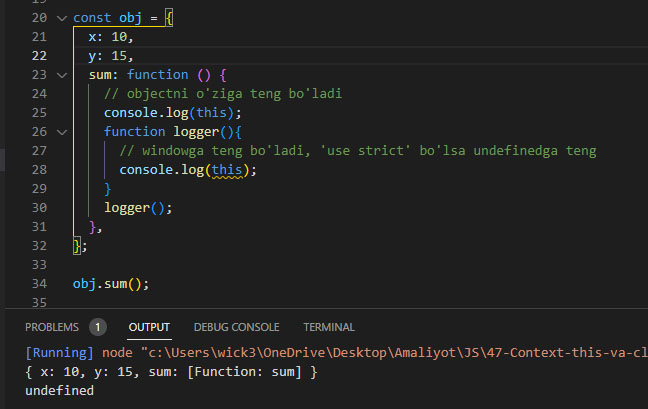 20 const obj = {
21 x: 10,
22 y: 15,
23 sum: function () {
24 // objectni o'ziga teng bo'ladi
25 console.log(this);
26 function logger(){
27 // windowga teng bo'ladi, 'use strict' bo'lsa undefinedga teng
28 console.log(this);
29 }
30 logger();
31 },
32 };
33
34 obj.sum();
35
PROBLEMS 1 OUTPUT DEBUG CONSOLE TERMINAL
[Running] node "c:\Users\wick3\OneDrive\Desktop\Amaliyot\JS\47-Context-this-va-cl
{ x: 10, y: 15, sum: [Function: sum] }
undefined